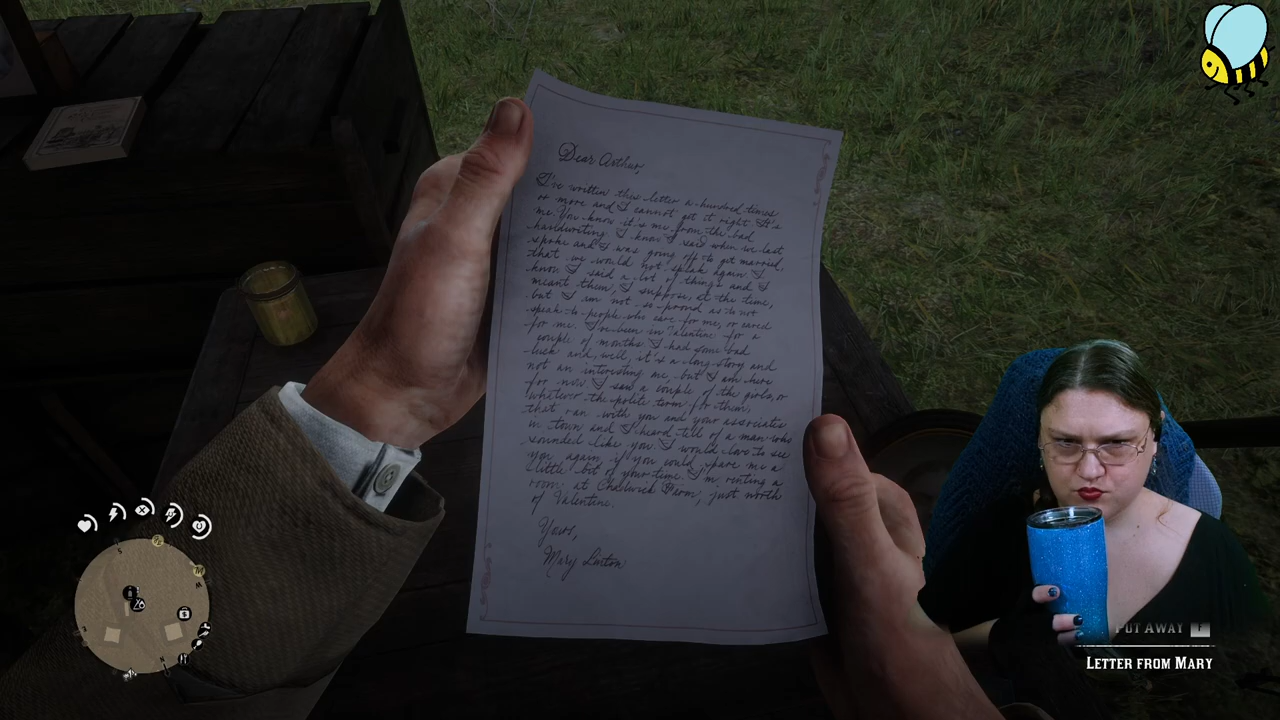 Dear Arthur,
I've written this letter a hundred times
or more and I cannot get it right. It's
me. You know it's me from the bad
handwriting. I know I said when we last
spoke and I was going off to get married,
that we would not speak again. I
know I said a lot of things and I
meant them, I suppose, at the time,
but I am not so proud as to not
speak to people who care for me, or cared
for me. I've been in Valentine for a
couple of months. I had some bad
luck and, well, it's a long story and
not an interesting one, but I am here
for now. I saw a couple of the girls, or
whatever the polite term for them,
that ran with you and your associates
in town and I heard tell of a man who
sounded like you. I would love to see
you again, if you could spare me a
little bit of your time. I'm renting a
room at Chadwick Farm, just north
of Valentine.
Yours,
Mary Linton
PUT AWAY F
LETTER FROM MARY